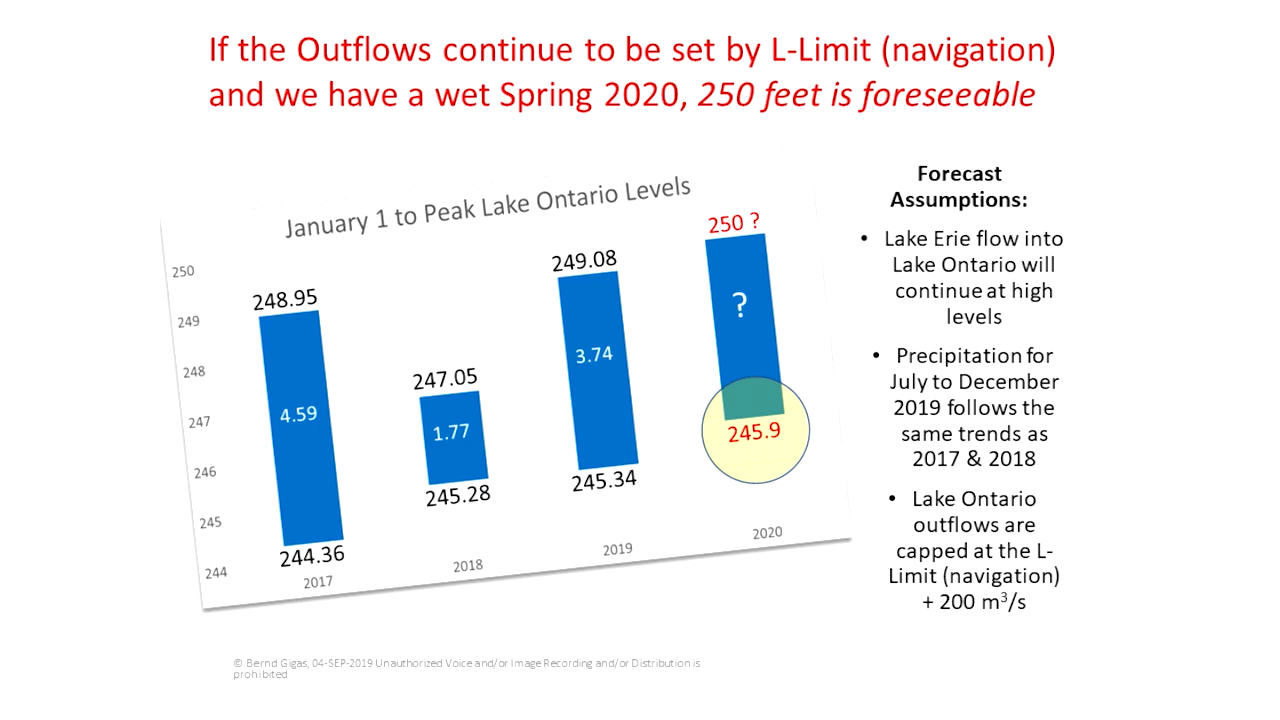 If the Outflows continue to be set by L-Limit (navigation)
and we have a wet Spring 2020, 250 feet is foreseeable
January 1 to Peak Lake Ontario Levels
250
249
248
247
246
245
244
248.95
4.59
244.36
2017
247.05
1.77
245.28
2018
249.08
3.74
245.34
2019
250 ?
?
245.9
2020
Forecast
Assumptions:
• Lake Erie flow into
Lake Ontario will
continue at high
levels
• Precipitation for
July to December
2019 follows the
same trends as
2017 & 2018
• Lake Ontario
outflows are
capped at the L-
Limit (navigation)
+ 200 m³/s
© Bernd Gigas, 04-SEP-2019 Unauthorized Voice and/or Image Recording and/or Distribution is
prohibited